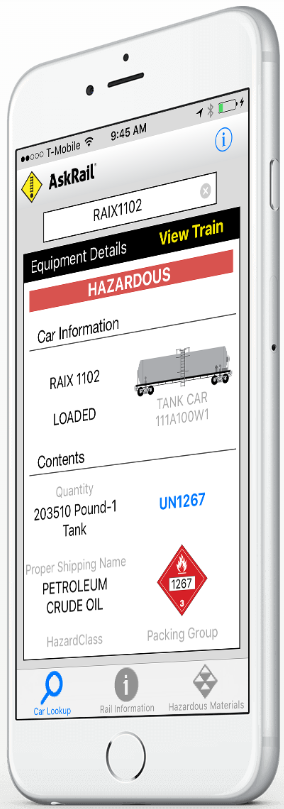 T-Mobile 9:45 AM
AskRail
RAIX1102
Equipment Details View Train
HAZARDOUS
Car Information
RAIX 1102
LOADED
TANK CAR
111A100W1
Contents
Quantity
203510 Pound-1
Tank
UN1267
Proper Shipping Name
PETROLEUM
CRUDE OIL
1267
3
HazardClass
Packing Group
Car Lookup
Rail Information
Hazardous Materials